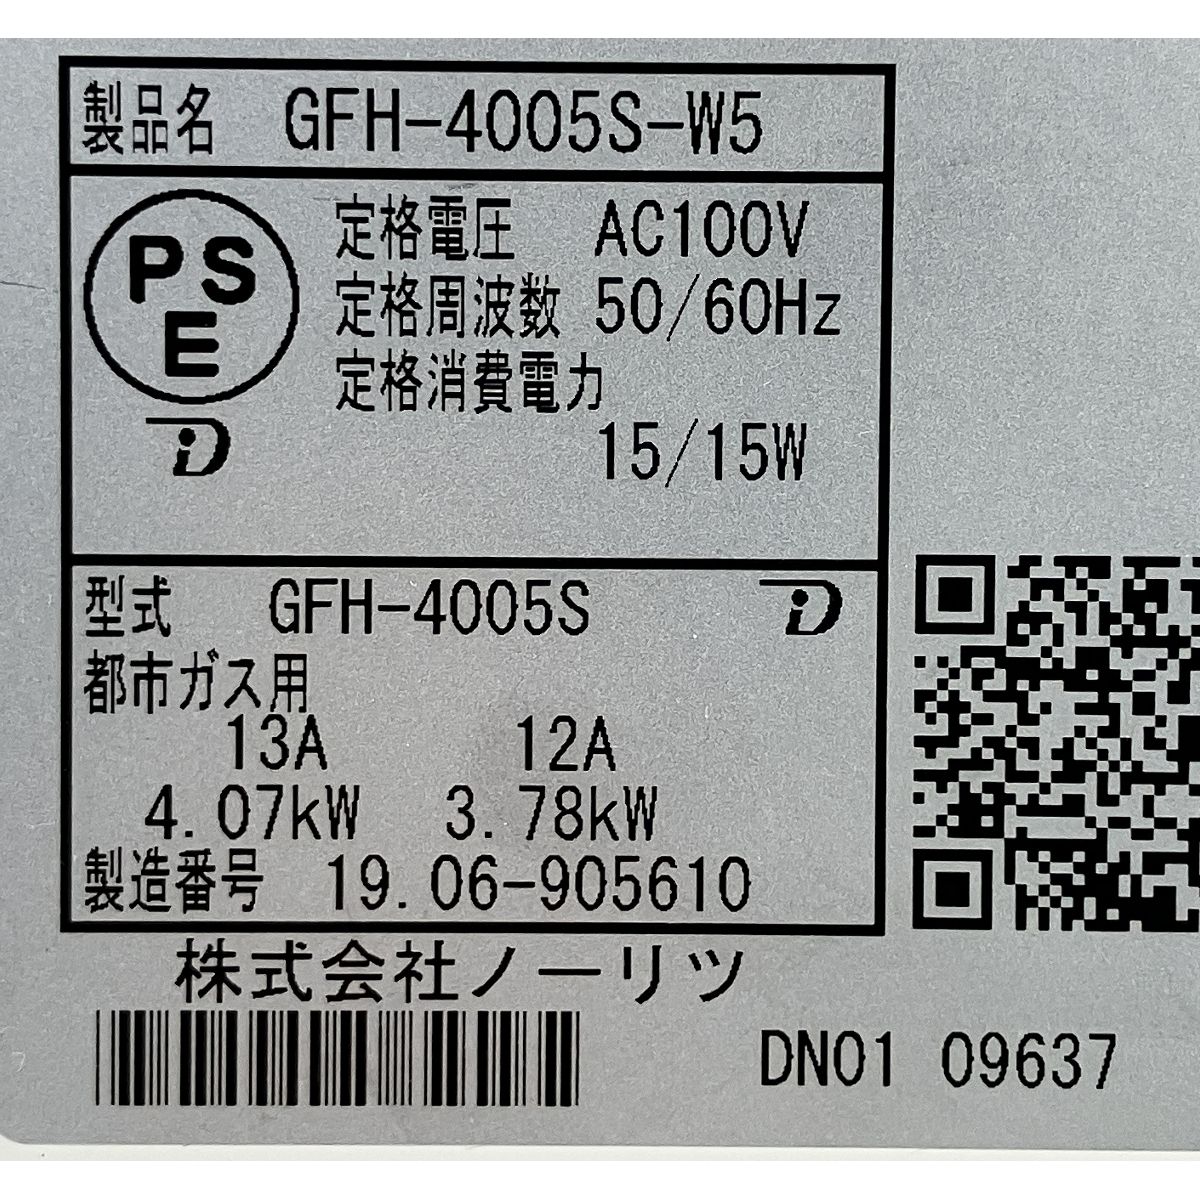 製品名 GFH-4005S-W5
PS
E
定格電圧 AC100V
定格周波数 50/60Hz
定格消費電力
15/15W
型式 GFH-4005S
都市ガス用
13A 12A
4.07kW 3.78kW
製造番号 19.06-905610
株式会社ノーリツ
DN01 09637